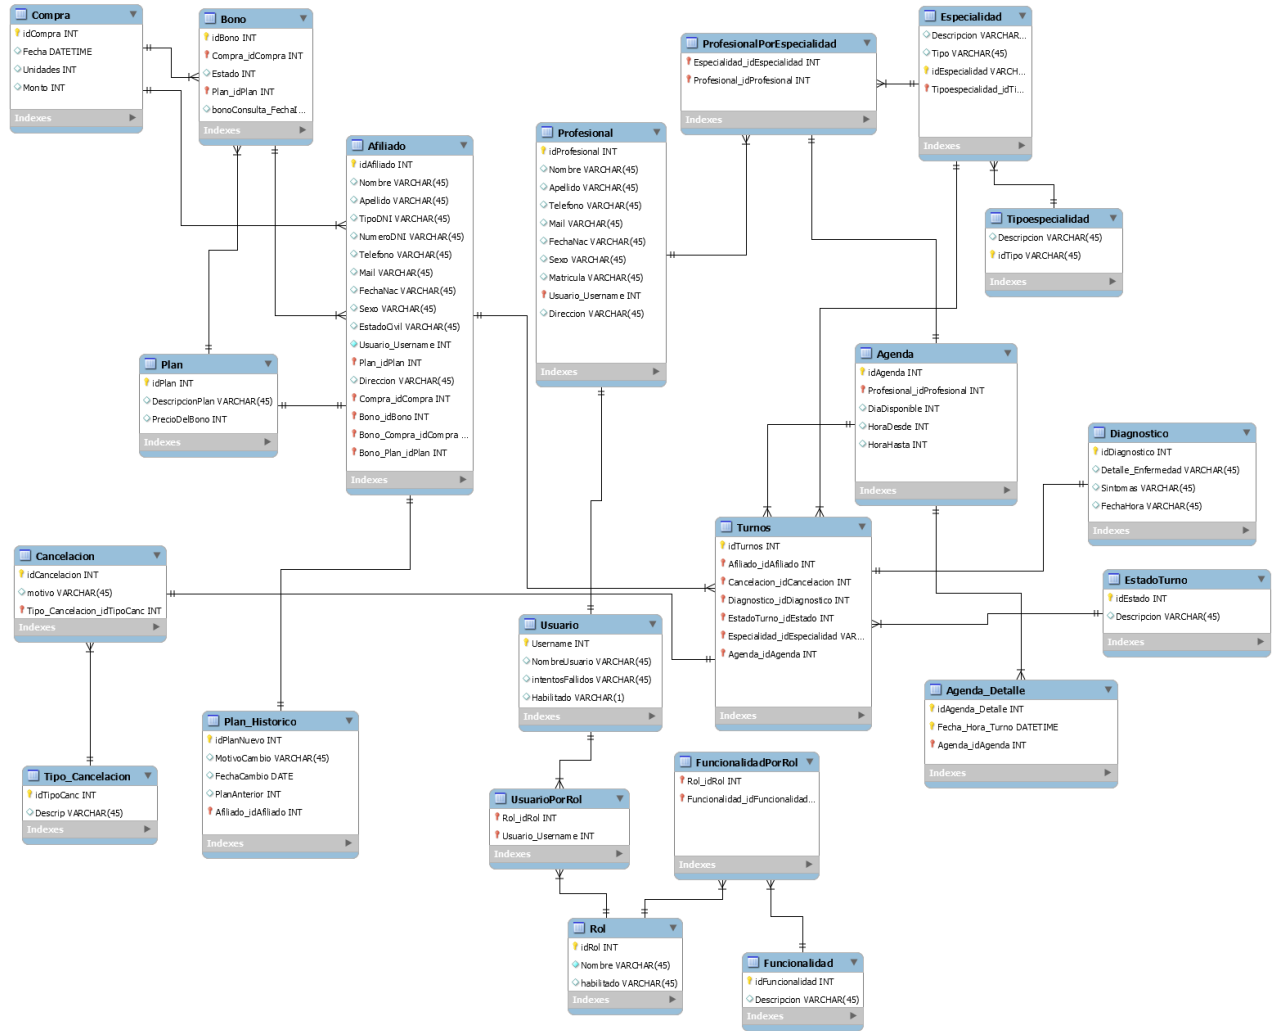 Compra
idCompra INT
Fecha DATETIME
Unidades INT
Monto INT
Indexes
Bono
idBono INT
Compra_idCompra INT
Estado INT
Plan_idPlan INT
bonoConsulta_FechaI...
Indexes
Afiliado
idAfiliado INT
Nombre VARCHAR(45)
Apellido VARCHAR(45)
TipoDNI VARCHAR(45)
NumeroDNI VARCHAR(45)
Telefono VARCHAR(45)
Mail VARCHAR(45)
FechaNac VARCHAR(45)
Sexo VARCHAR(45)
EstadoCivil VARCHAR(45)
Usuario_Username INT
Plan_idPlan INT
Direccion VARCHAR(45)
Compra_idCompra INT
Bono_idBono INT
Bono_Compra_idCompra ...
Bono_Plan_idPlan INT
Indexes
Profesional
idProfesional INT
Nombre VARCHAR(45)
Apellido VARCHAR(45)
Telefono VARCHAR(45)
Mail VARCHAR(45)
FechaNac VARCHAR(45)
Sexo VARCHAR(45)
Matricula VARCHAR(45)
Usuario_Username INT
Direccion VARCHAR(45)
Indexes
ProfesionalPorEspecialidad
Especialidad_idEspecialidad INT
Profesional_idProfesional INT
Indexes
Especialidad
Descripcion VARCHAR...
Tipo VARCHAR(45)
idEspecialidad VARCH...
Tipoespecialidad_idTi...
Indexes
Tipoespecialidad
Descripcion VARCHAR(45)
idTipo VARCHAR(45)
Indexes
Plan
idPlan INT
DescripcionPlan VARCHAR(45)
PrecioDelBono INT
Indexes
Agenda
idAgenda INT
Profesional_idProfesional INT
DiaDisponible INT
HoraDesde INT
HoraHasta INT
Indexes
Diagnostico
idDiagnostico INT
Detalle_Enfermedad VARCHAR(45)
Sintomas VARCHAR(45)
FechaHora VARCHAR(45)
Indexes
Turnos
idTurnos INT
Afiliado_idAfiliado INT
Cancelacion_idCancelacion INT
Diagnostico_idDiagnostico INT
EstadoTurno_idEstado INT
Especialidad_idEspecialidad VAR...
Agenda_idAgenda INT
Indexes
EstadoTurno
idEstado INT
Descripcion VARCHAR(45)
Indexes
Cancelacion
idCancelacion INT
motivo VARCHAR(45)
Tipo_Cancelacion_idTipoCanc INT
Indexes
Usuario
Username INT
NombreUsuario VARCHAR(45)
intentosFallidos VARCHAR(45)
Habilitado VARCHAR(1)
Indexes
Agenda_Detalle
idAgenda_Detalle INT
Fecha_Hora_Turno DATETIME
Agenda_idAgenda INT
Indexes
Plan_Historico
idPlanNuevo INT
MotivoCambio VARCHAR(45)
FechaCambio DATE
PlanAnterior INT
Afiliado_idAfiliado INT
Indexes
Tipo_Cancelacion
idTipoCanc INT
Descrip VARCHAR(45)
Indexes
UsuarioPorRol
Rol_idRol INT
Usuario_Username INT
Indexes
FuncionalidadPorRol
Rol_idRol INT
Funcionalidad_idFuncionalidad...
Indexes
Rol
idRol INT
Nombre VARCHAR(45)
habilitado VARCHAR(45)
Indexes
Funcionalidad
idFuncionalidad INT
Descripcion VARCHAR(45)
Indexes